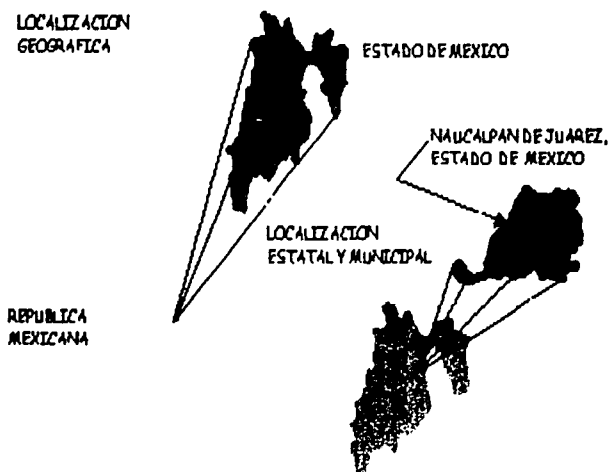 LOCALIZACION
GEOGRAFICA
ESTADO DE MEXICO
NAUCALPAN DE JUAREZ,
ESTADO DE MEXICO
LOCALIZACION
ESTATAL Y MUNICIPAL
REPUBLICA
MEXICANA